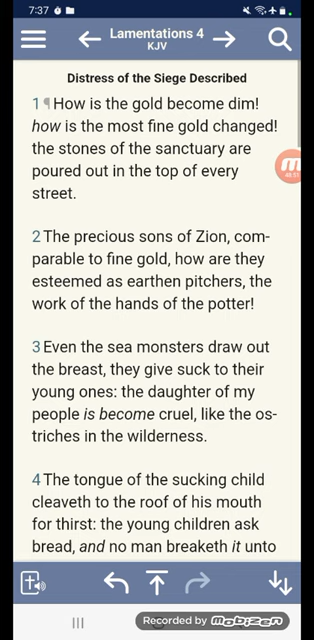 7:37
Lamentations 4
KJV
Distress of the Siege Described
1 ¶ How is the gold become dim!
how is the most fine gold changed!
the stones of the sanctuary are
poured out in the top of every
street.
2 The precious sons of Zion, com-
parable to fine gold, how are they
esteemed as earthen pitchers, the
work of the hands of the potter!
3 Even the sea monsters draw out
the breast, they give suck to their
young ones: the daughter of my
people is become cruel, like the os-
triches in the wilderness.
4 The tongue of the sucking child
cleaveth to the roof of his mouth
for thirst: the young children ask
bread, and no man breaketh it unto
Recorded by mobizen